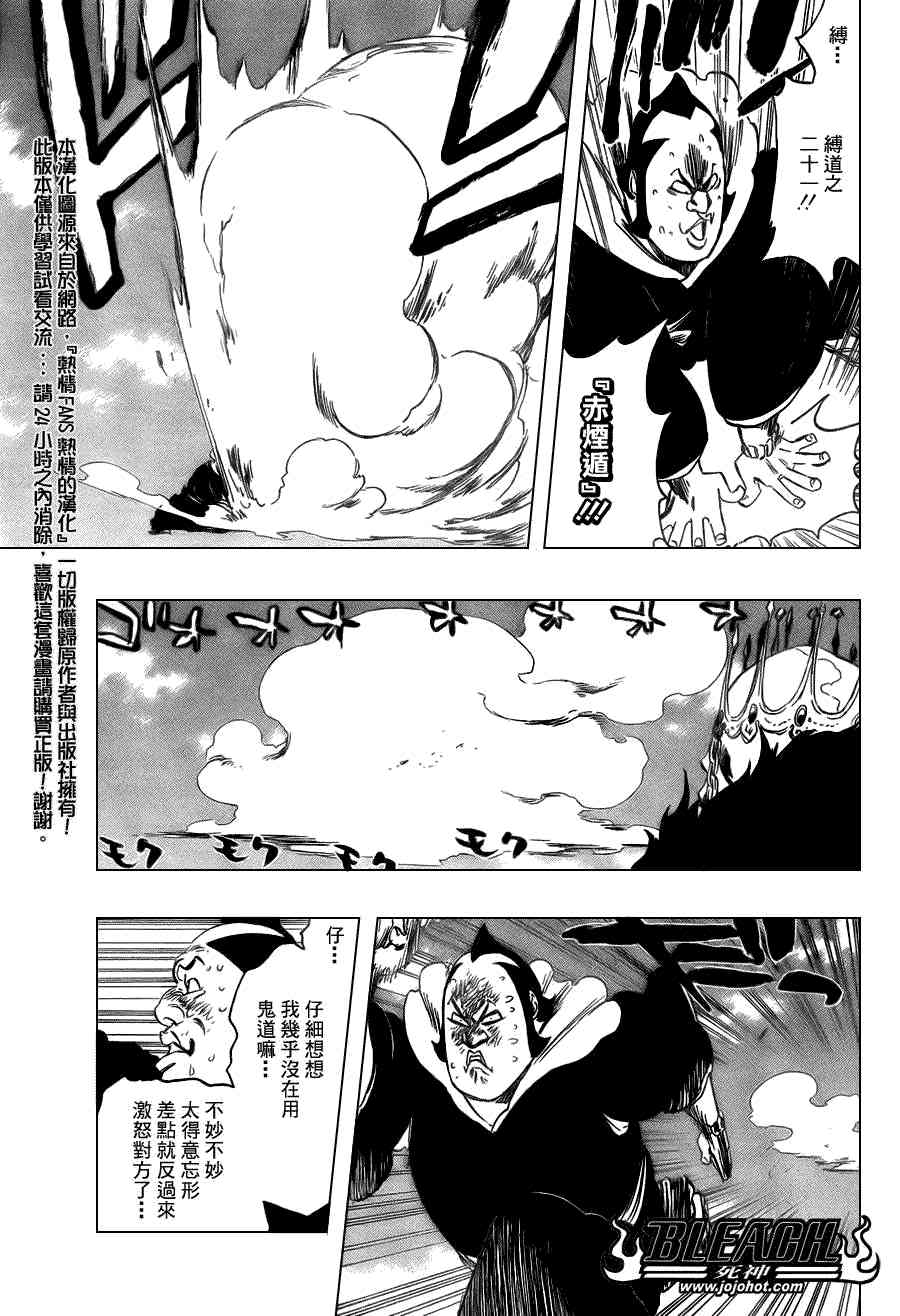 縛…
縛道之
二十一!!
『赤煙遁』!!!
モク
モク
モク
モク
仔…
仔細想想
我幾乎沒在用
鬼道嘛…
不妙不妙
太得意忘形
差點就反過來
激怒對方了…
本漢化圖源來自於網路，『熱情FANS熱情的漢化』一切版權歸原作者與出版社擁有！
此版本僅供學習試看交流… 請24小時之內消除，喜歡這套漫畫請購買正版！謝謝。
BLEACH
死神
www.jojohot.com